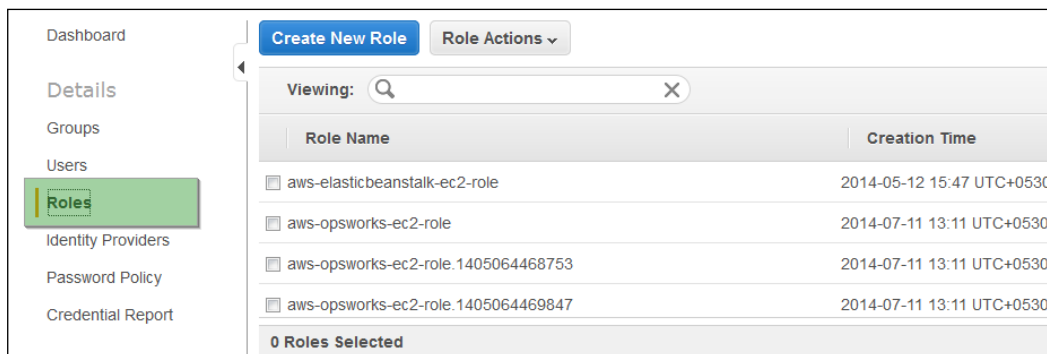 Dashboard
Details
Groups
Users
Roles
Identity Providers
Password Policy
Credential Report
Create New Role
Role Actions
Viewing:
Role Name Creation Time
aws-elasticbeanstalk-ec2-role 2014-05-12 15:47 UTC+0530
aws-opsworks-ec2-role 2014-07-11 13:11 UTC+0530
aws-opsworks-ec2-role.1405064468753 2014-07-11 13:11 UTC+0530
aws-opsworks-ec2-role.1405064469847 2014-07-11 13:11 UTC+0530
0 Roles Selected